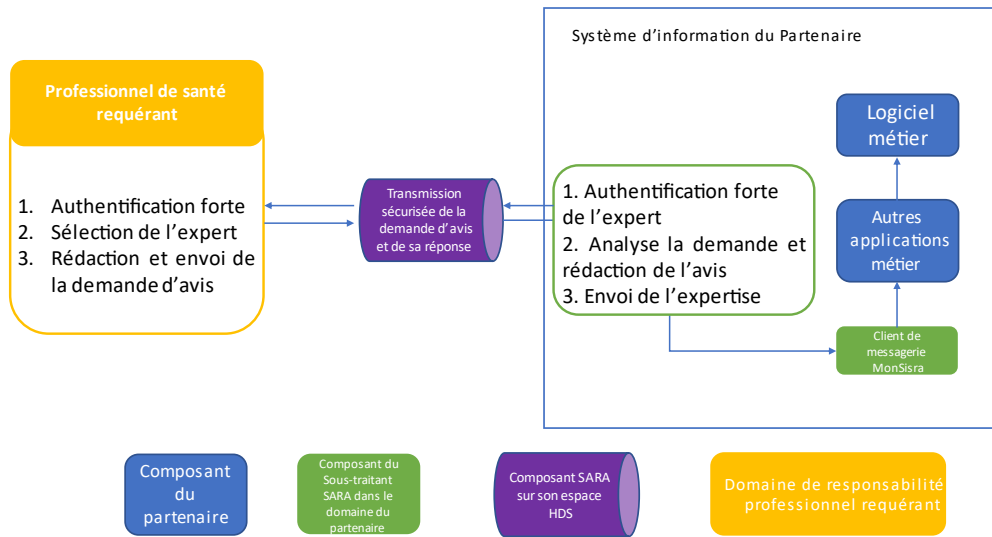 Système d'information du Partenaire
Professionnel de santé
requérant
1. Authentification forte
2. Sélection de l'expert
3. Rédaction et envoi de
la demande d'avis
Transmission
sécurisée de la
demande d'avis
et de sa réponse
1. Authentification forte
de l'expert
2. Analyse la demande et
rédaction de l'avis
3. Envoi de l'expertise
Logiciel
métier
Autres
applications
métier
Client de
messagerie
MonSisra
Composant
du
partenaire
Composant du
Sous-traitant
SARA dans le
domaine du
partenaire
Composant SARA
sur son espace
HDS
Domaine de responsabilité
professionnel requérant